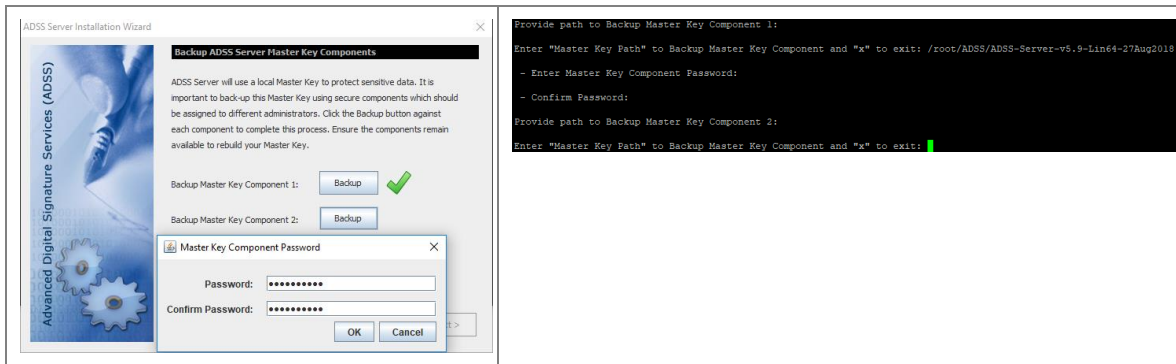 ADSS Server Installation Wizard
Backup ADSS Server Master Key Components
ADSS Server will use a local Master Key to protect sensitive data. It is
important to back-up this Master Key using secure components which should
be assigned to different administrators. Click the Backup button against
each component to complete this process. Ensure the components remain
available to rebuild your Master Key.
Backup Master Key Component 1:
Backup
Backup Master Key Component 2:
Backup
Advanced Digital Signature Services (ADSS)
Master Key Component Password
Password: ••••••••••
Confirm Password: ••••••••••
OK Cancel
Provide path to Backup Master Key Component 1:
Enter "Master Key Path" to Backup Master Key Component and "x" to exit: /root/ADSS/ADSS-Server-v5.9-Lin64-27Aug2018
- Enter Master Key Component Password:
- Confirm Password:
Provide path to Backup Master Key Component 2:
Enter "Master Key Path" to Backup Master Key Component and "x" to exit: